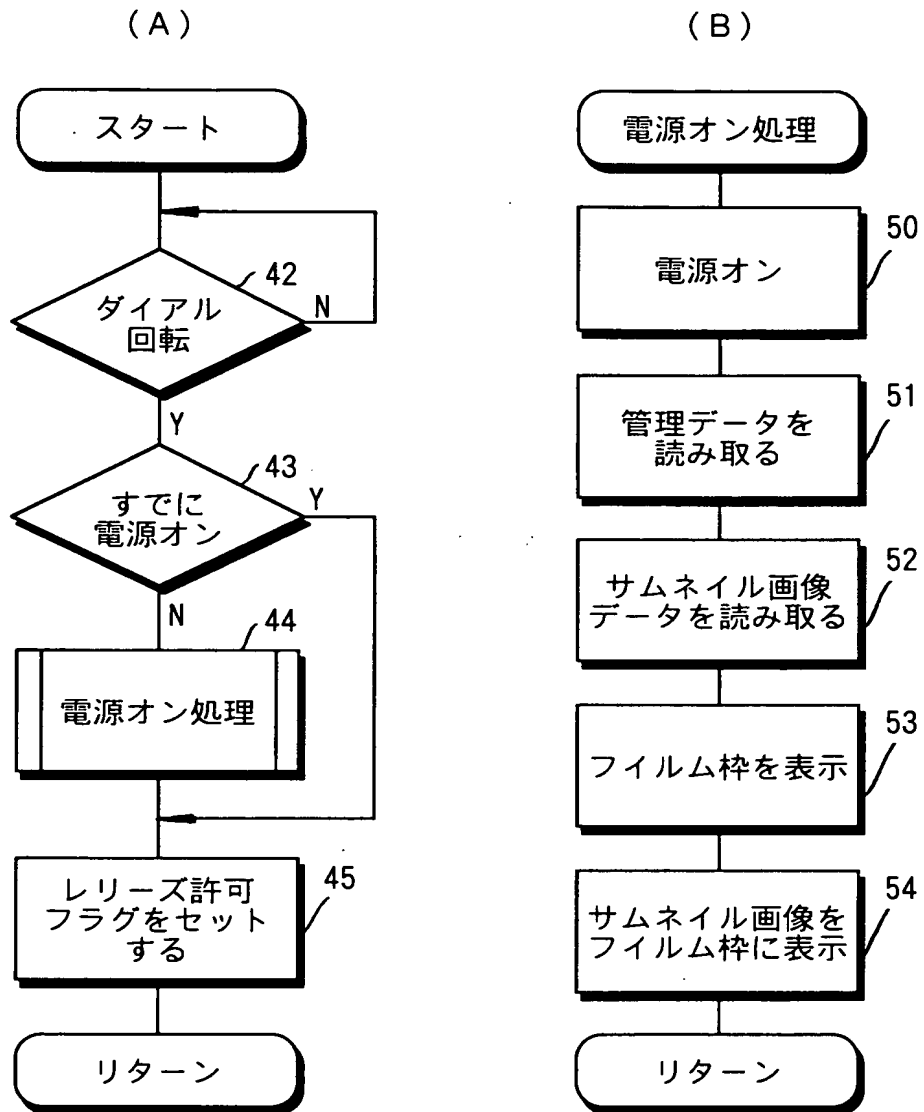 (A)
スタート
42
ダイアル
回転
N
Y
43
すでに
電源オン
Y
N
44
電源オン処理
レリーズ許可
フラグをセット
する
45
リターン
(B)
電源オン処理
電源オン
50
管理データを
読み取る
51
サムネイル画像
データを読み取る
52
フイルム枠を表示
53
サムネイル画像を
フイルム枠に表示
54
リターン